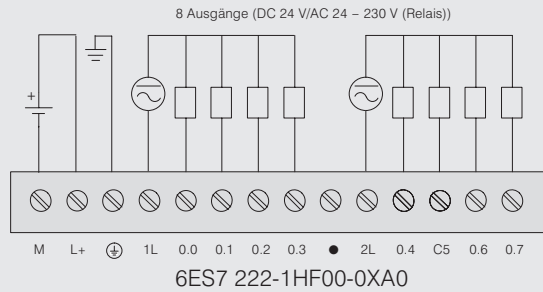 8 Ausgänge (DC 24 V/AC 24 – 230 V (Relais))
+
M L+ 1L 0.0 0.1 0.2 0.3 ● 2L 0.4 C5 0.6 0.7
6ES7 222-1HF00-0XA0